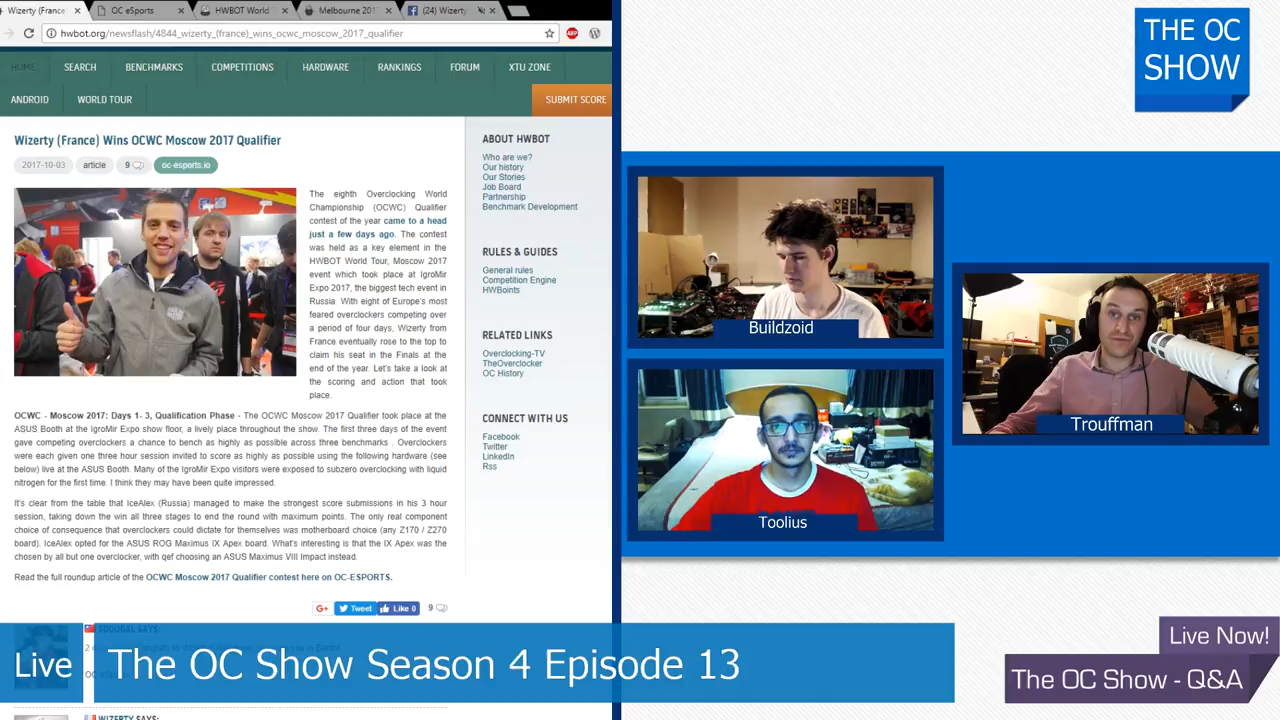 Wizerty (France)
OC eSports
HWBOT World
Melbourne 2017
(24) Wizerty
hwbot.org/newsflash/4844_wizerty_(france)_wins_ocwc_moscow_2017_qualifier
ABP
HOME
SEARCH
BENCHMARKS
COMPETITIONS
HARDWARE
RANKINGS
FORUM
XTU ZONE
ANDROID
WORLD TOUR
SUBMIT SCORE
Wizerty (France) Wins OCWC Moscow 2017 Qualifier
2017-10-03 article 9 oc-esports.io
The eighth Overclocking World
Championship (OCWC) Qualifier
contest of the year came to a head
just a few days ago. The contest
was held as a key element in the
HWBOT World Tour, Moscow 2017
event which took place at IgroMir
Expo 2017, the biggest tech event in
Russia. With eight of Europe's most
feared overclockers competing over
a period of four days, Wizerty from
France eventually rose to the top to
claim his seat in the Finals at the
end of the year. Let's take a look at
the scoring and action that took
place.
OCWC - Moscow 2017: Days 1- 3, Qualification Phase - The OCWC Moscow 2017 Qualifier took place at the
ASUS Booth at the IgroMir Expo show floor, a lively place throughout the show. The first three days of the event
gave competing overclockers a chance to bench as highly as possible across three benchmarks . Overclockers
were each given one three hour session invited to score as highly as possible using the following hardware (see
below) live at the ASUS Booth. Many of the IgroMir Expo visitors were exposed to subzero overclocking with liquid
nitrogen for the first time. I think they may have been quite impressed.
It's clear from the table that IceAlex (Russia) managed to make the strongest score submissions in his 3 hour
session, taking down the win all three stages to end the round with maximum points. The only real component
choice of consequence that overclockers could dictate for themselves was motherboard choice (any Z170 / Z270
board). IceAlex opted for the ASUS ROG Maximus IX Apex board. What's interesting is that the IX Apex was the
chosen by all but one overclocker, with qef choosing an ASUS Maximus VIII Impact instead.
Read the full roundup article of the OCWC Moscow 2017 Qualifier contest here on OC-ESPORTS.
G+ Tweet Like 0 9
ABOUT HWBOT
Who are we?
Our history
Our Stories
Job Board
Partnership
Benchmark Development
RULES & GUIDES
General rules
Competition Engine
HWBoints
RELATED LINKS
Overclocking-TV
TheOverclocker
OC History
CONNECT WITH US
Facebook
Twitter
LinkedIn
Rss
THE OC
SHOW
Buildzoid
Toolius
Trouffman
SAYS:
Live
The OC Show Season 4 Episode 13
WIZERTY SAYS:
Live Now!
The OC Show - Q&A